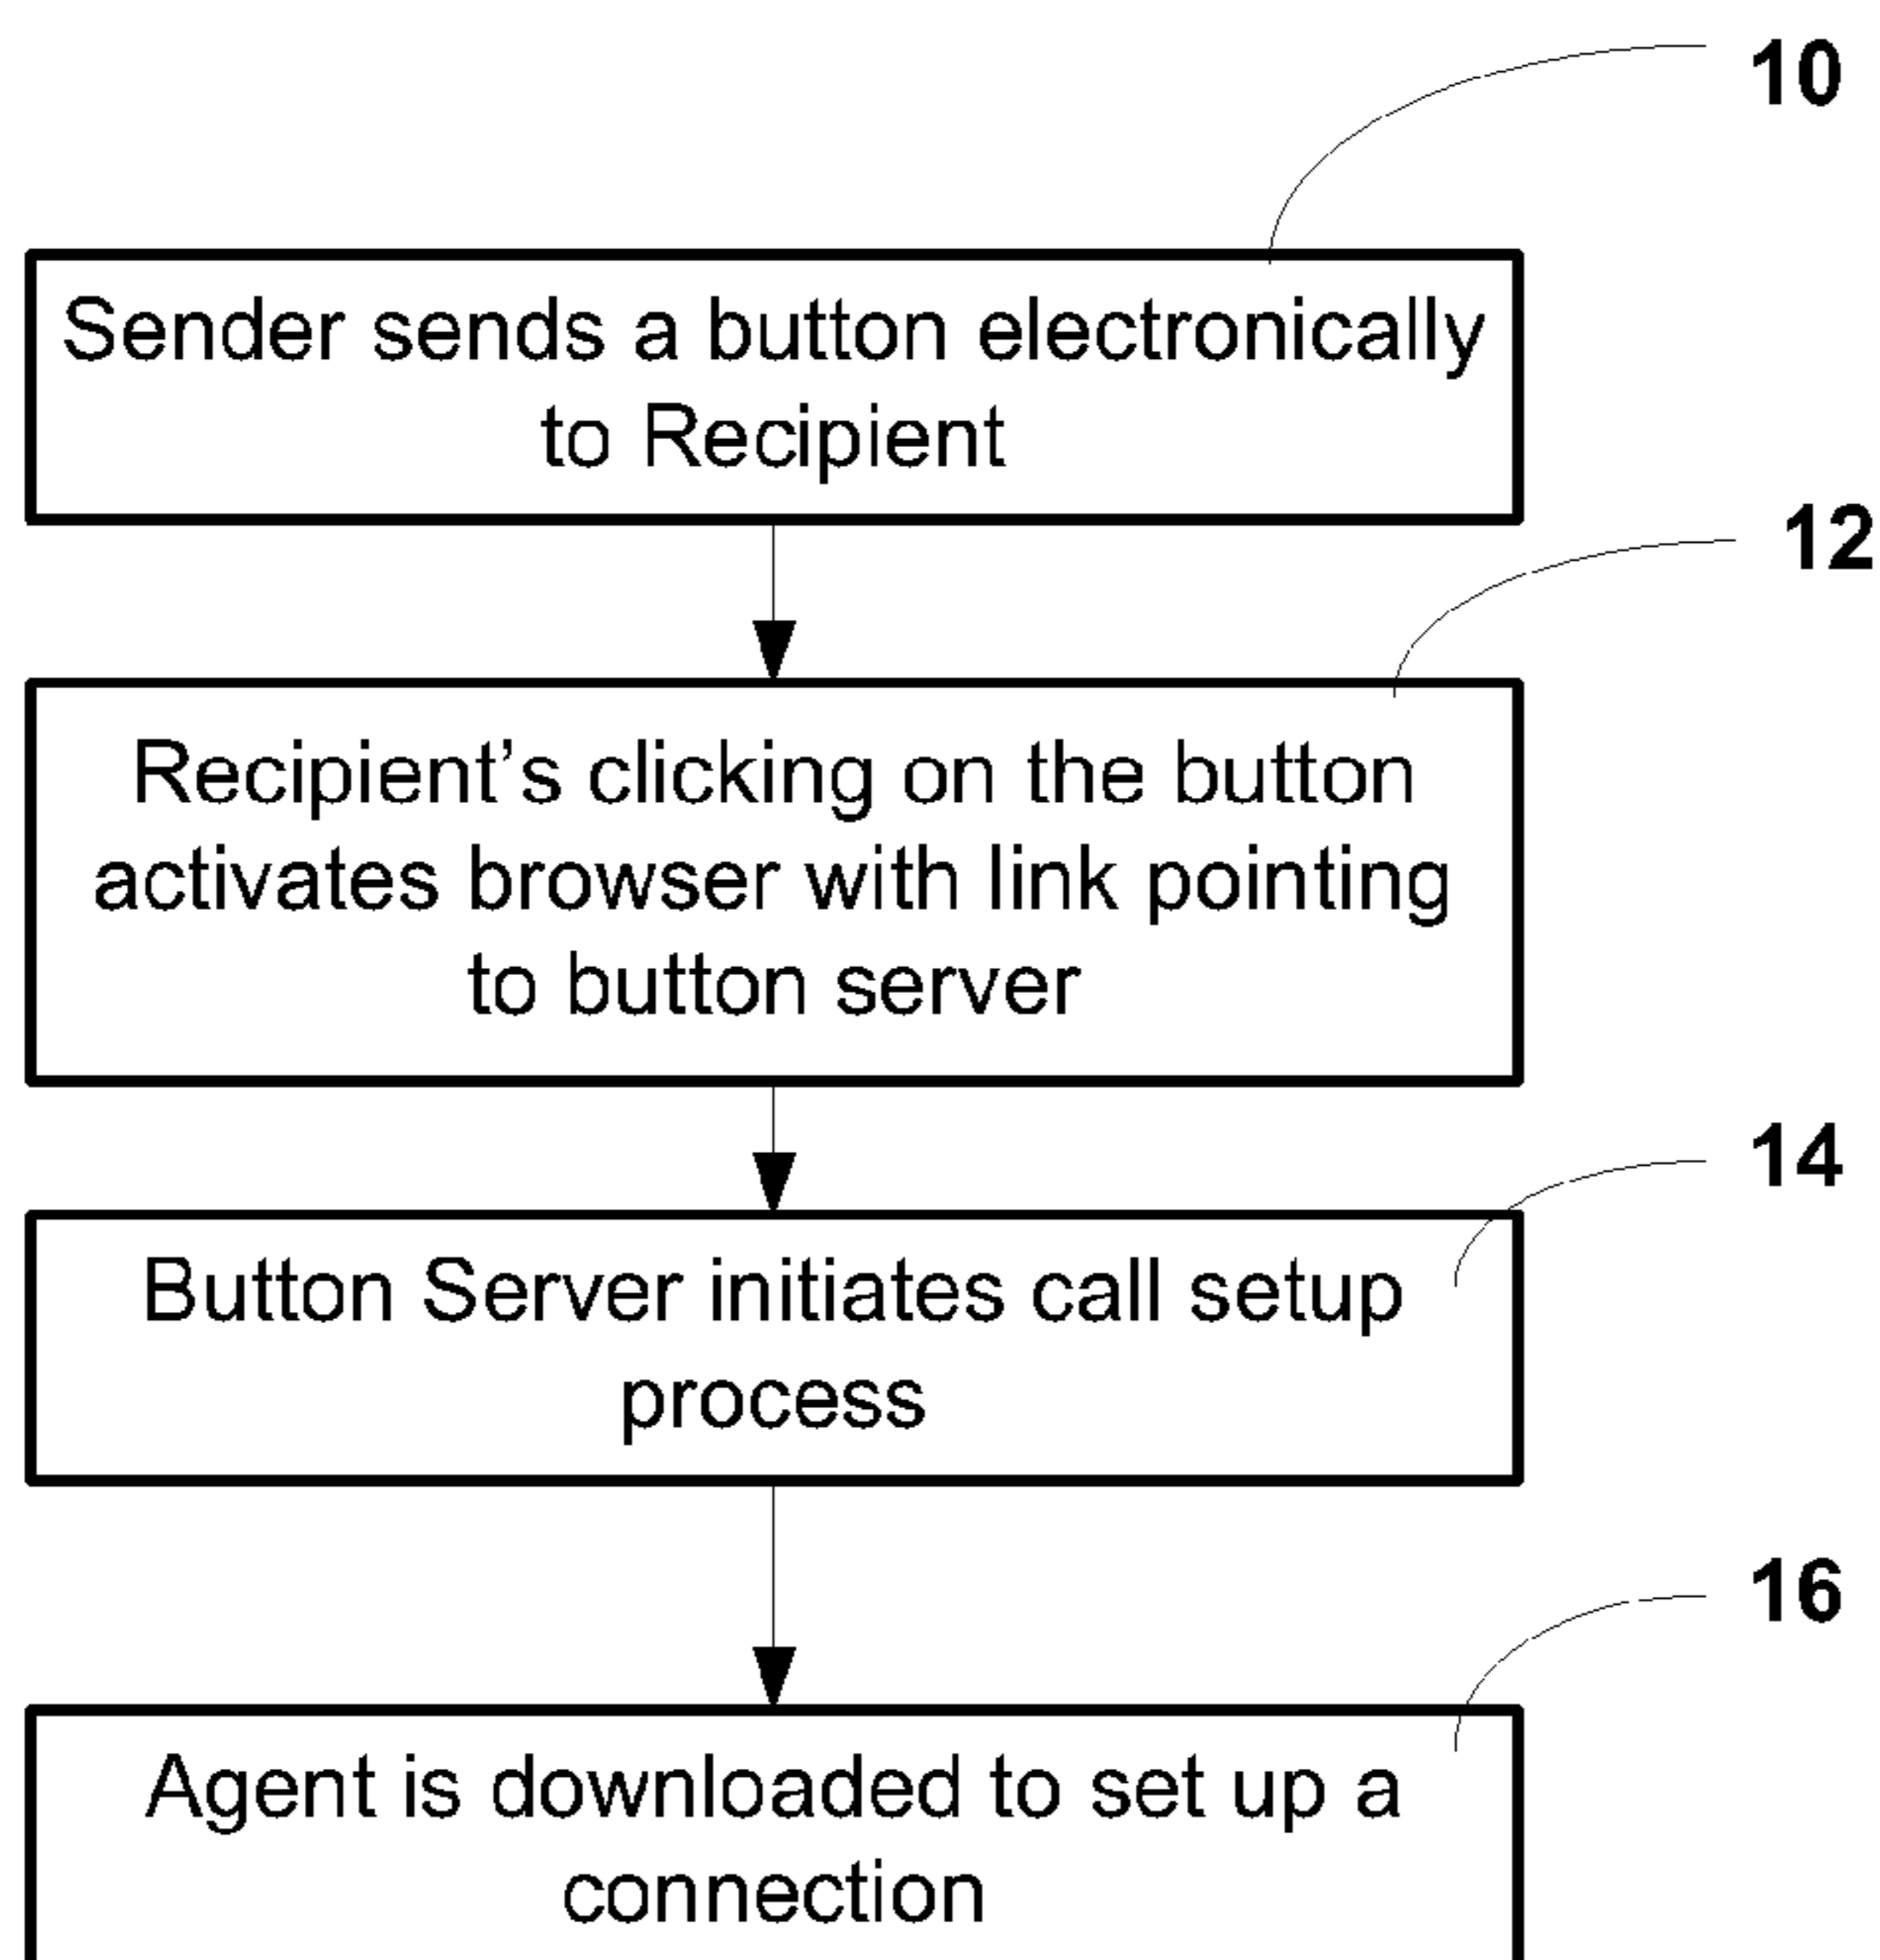 10
Sender sends a button electronically
to Recipient
12
Recipient’s clicking on the button
activates browser with link pointing
to button server
14
Button Server initiates call setup
process
16
Agent is downloaded to set up a
connection